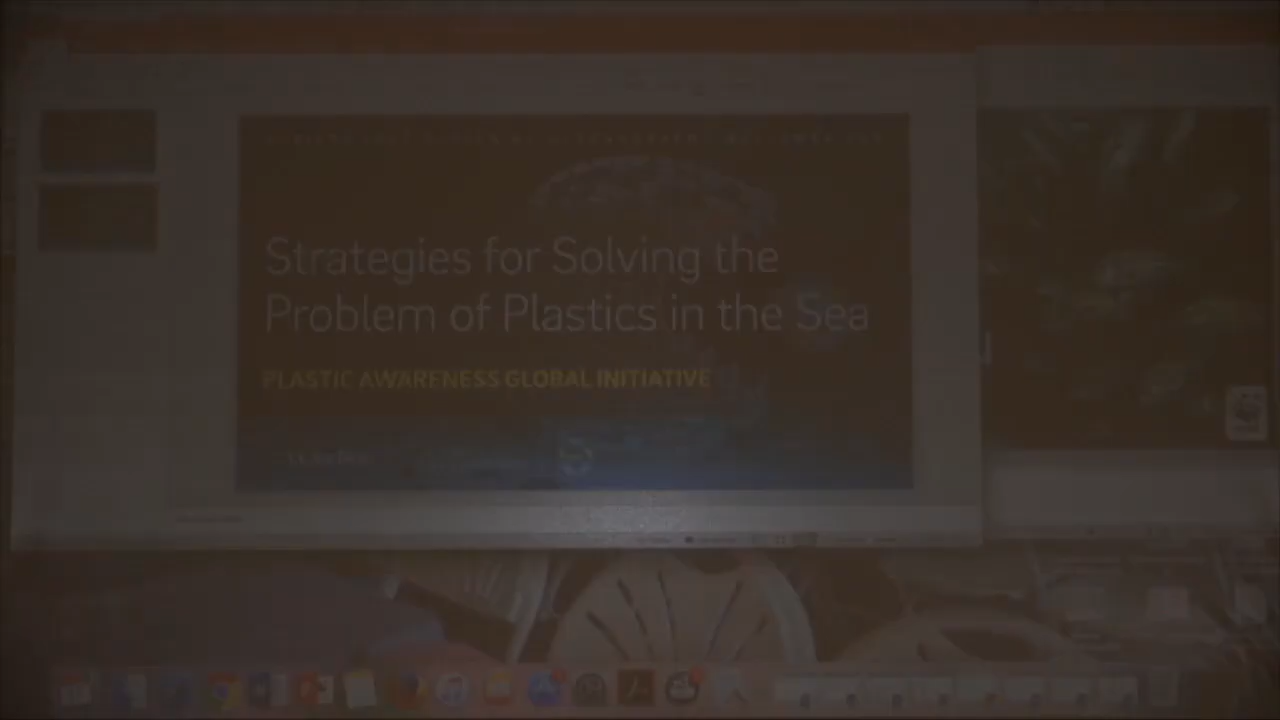 Strategies for Solving the
Problem of Plastics in the Sea
PLASTIC AWARENESS GLOBAL INITIATIVE